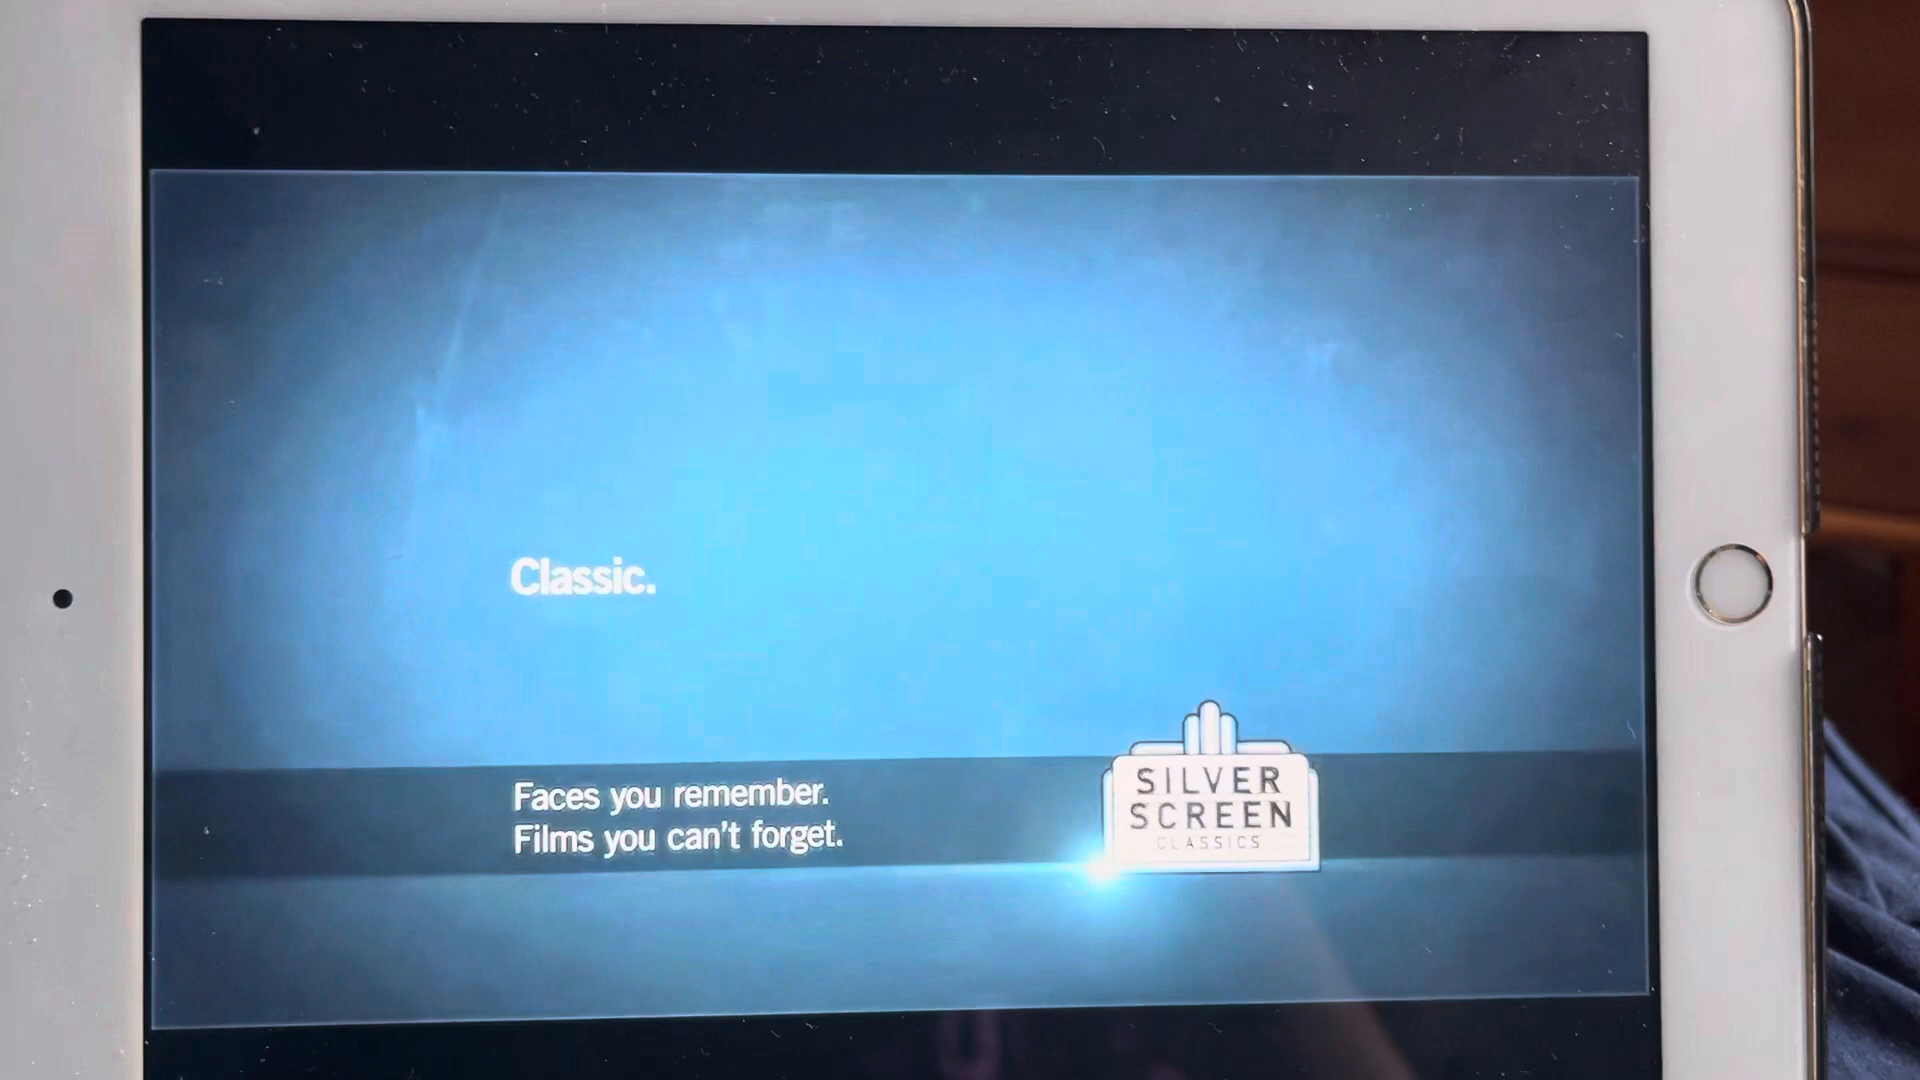 Classic.
Faces you remember.
Films you can't forget.
SILVER
SCREEN
CLASSICS